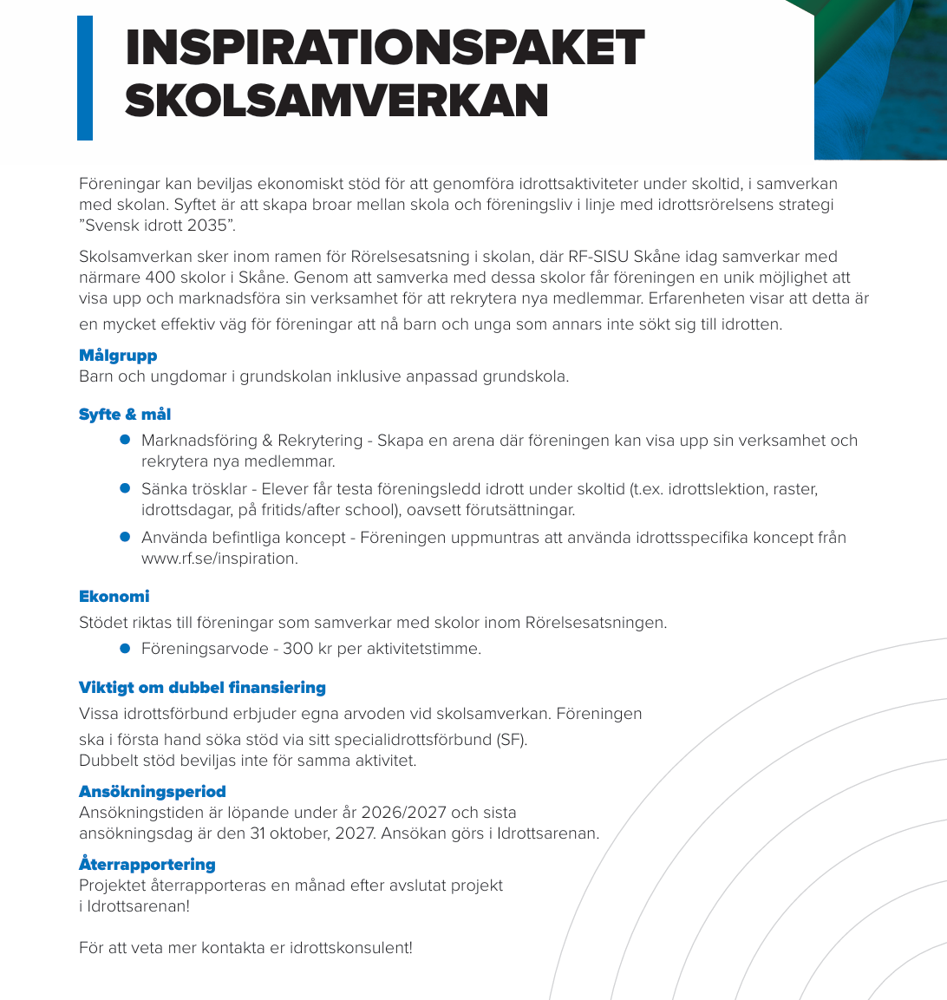 INSPIRATIONSPAKET
SKOLSAMVERKAN
Föreningar kan beviljas ekonomiskt stöd för att genomföra idrottsaktiviteter under skoltid, i samverkan
med skolan. Syftet är att skapa broar mellan skola och föreningsliv i linje med idrottsrörelsens strategi
”Svensk idrott 2035”.
Skolsamverkan sker inom ramen för Rörelsesatsning i skolan, där RF-SISU Skåne idag samverkar med
närmare 400 skolor i Skåne. Genom att samverka med dessa skolor får föreningen en unik möjlighet att
visa upp och marknadsföra sin verksamhet för att rekrytera nya medlemmar. Erfarenheten visar att detta är
en mycket effektiv väg för föreningar att nå barn och unga som annars inte sökt sig till idrotten.
Målgrupp
Barn och ungdomar i grundskolan inklusive anpassad grundskola.
Syfte & mål
● Marknadsföring & Rekrytering - Skapa en arena där föreningen kan visa upp sin verksamhet och
rekrytera nya medlemmar.
● Sänka trösklar - Elever får testa föreningsledd idrott under skoltid (t.ex. idrottslektion, raster,
idrottsdagar, på fritids/after school), oavsett förutsättningar.
● Använda befintliga koncept - Föreningen uppmuntras att använda idrottsspecifika koncept från
www.rf.se/inspiration.
Ekonomi
Stödet riktas till föreningar som samverkar med skolor inom Rörelsesatsningen.
● Föreningsarvode - 300 kr per aktivitetstimme.
Viktigt om dubbel finansiering
Vissa idrottsförbund erbjuder egna arvoden vid skolsamverkan. Föreningen
ska i första hand söka stöd via sitt specialidrottsförbund (SF).
Dubbelt stöd beviljas inte för samma aktivitet.
Ansökningsperiod
Ansökningstiden är löpande under år 2026/2027 och sista
ansökningsdag är den 31 oktober, 2027. Ansökan görs i Idrottsarenan.
Återrapportering
Projektet återrapporteras en månad efter avslutat projekt
i Idrottsarenan!
För att veta mer kontakta er idrottskonsulent!